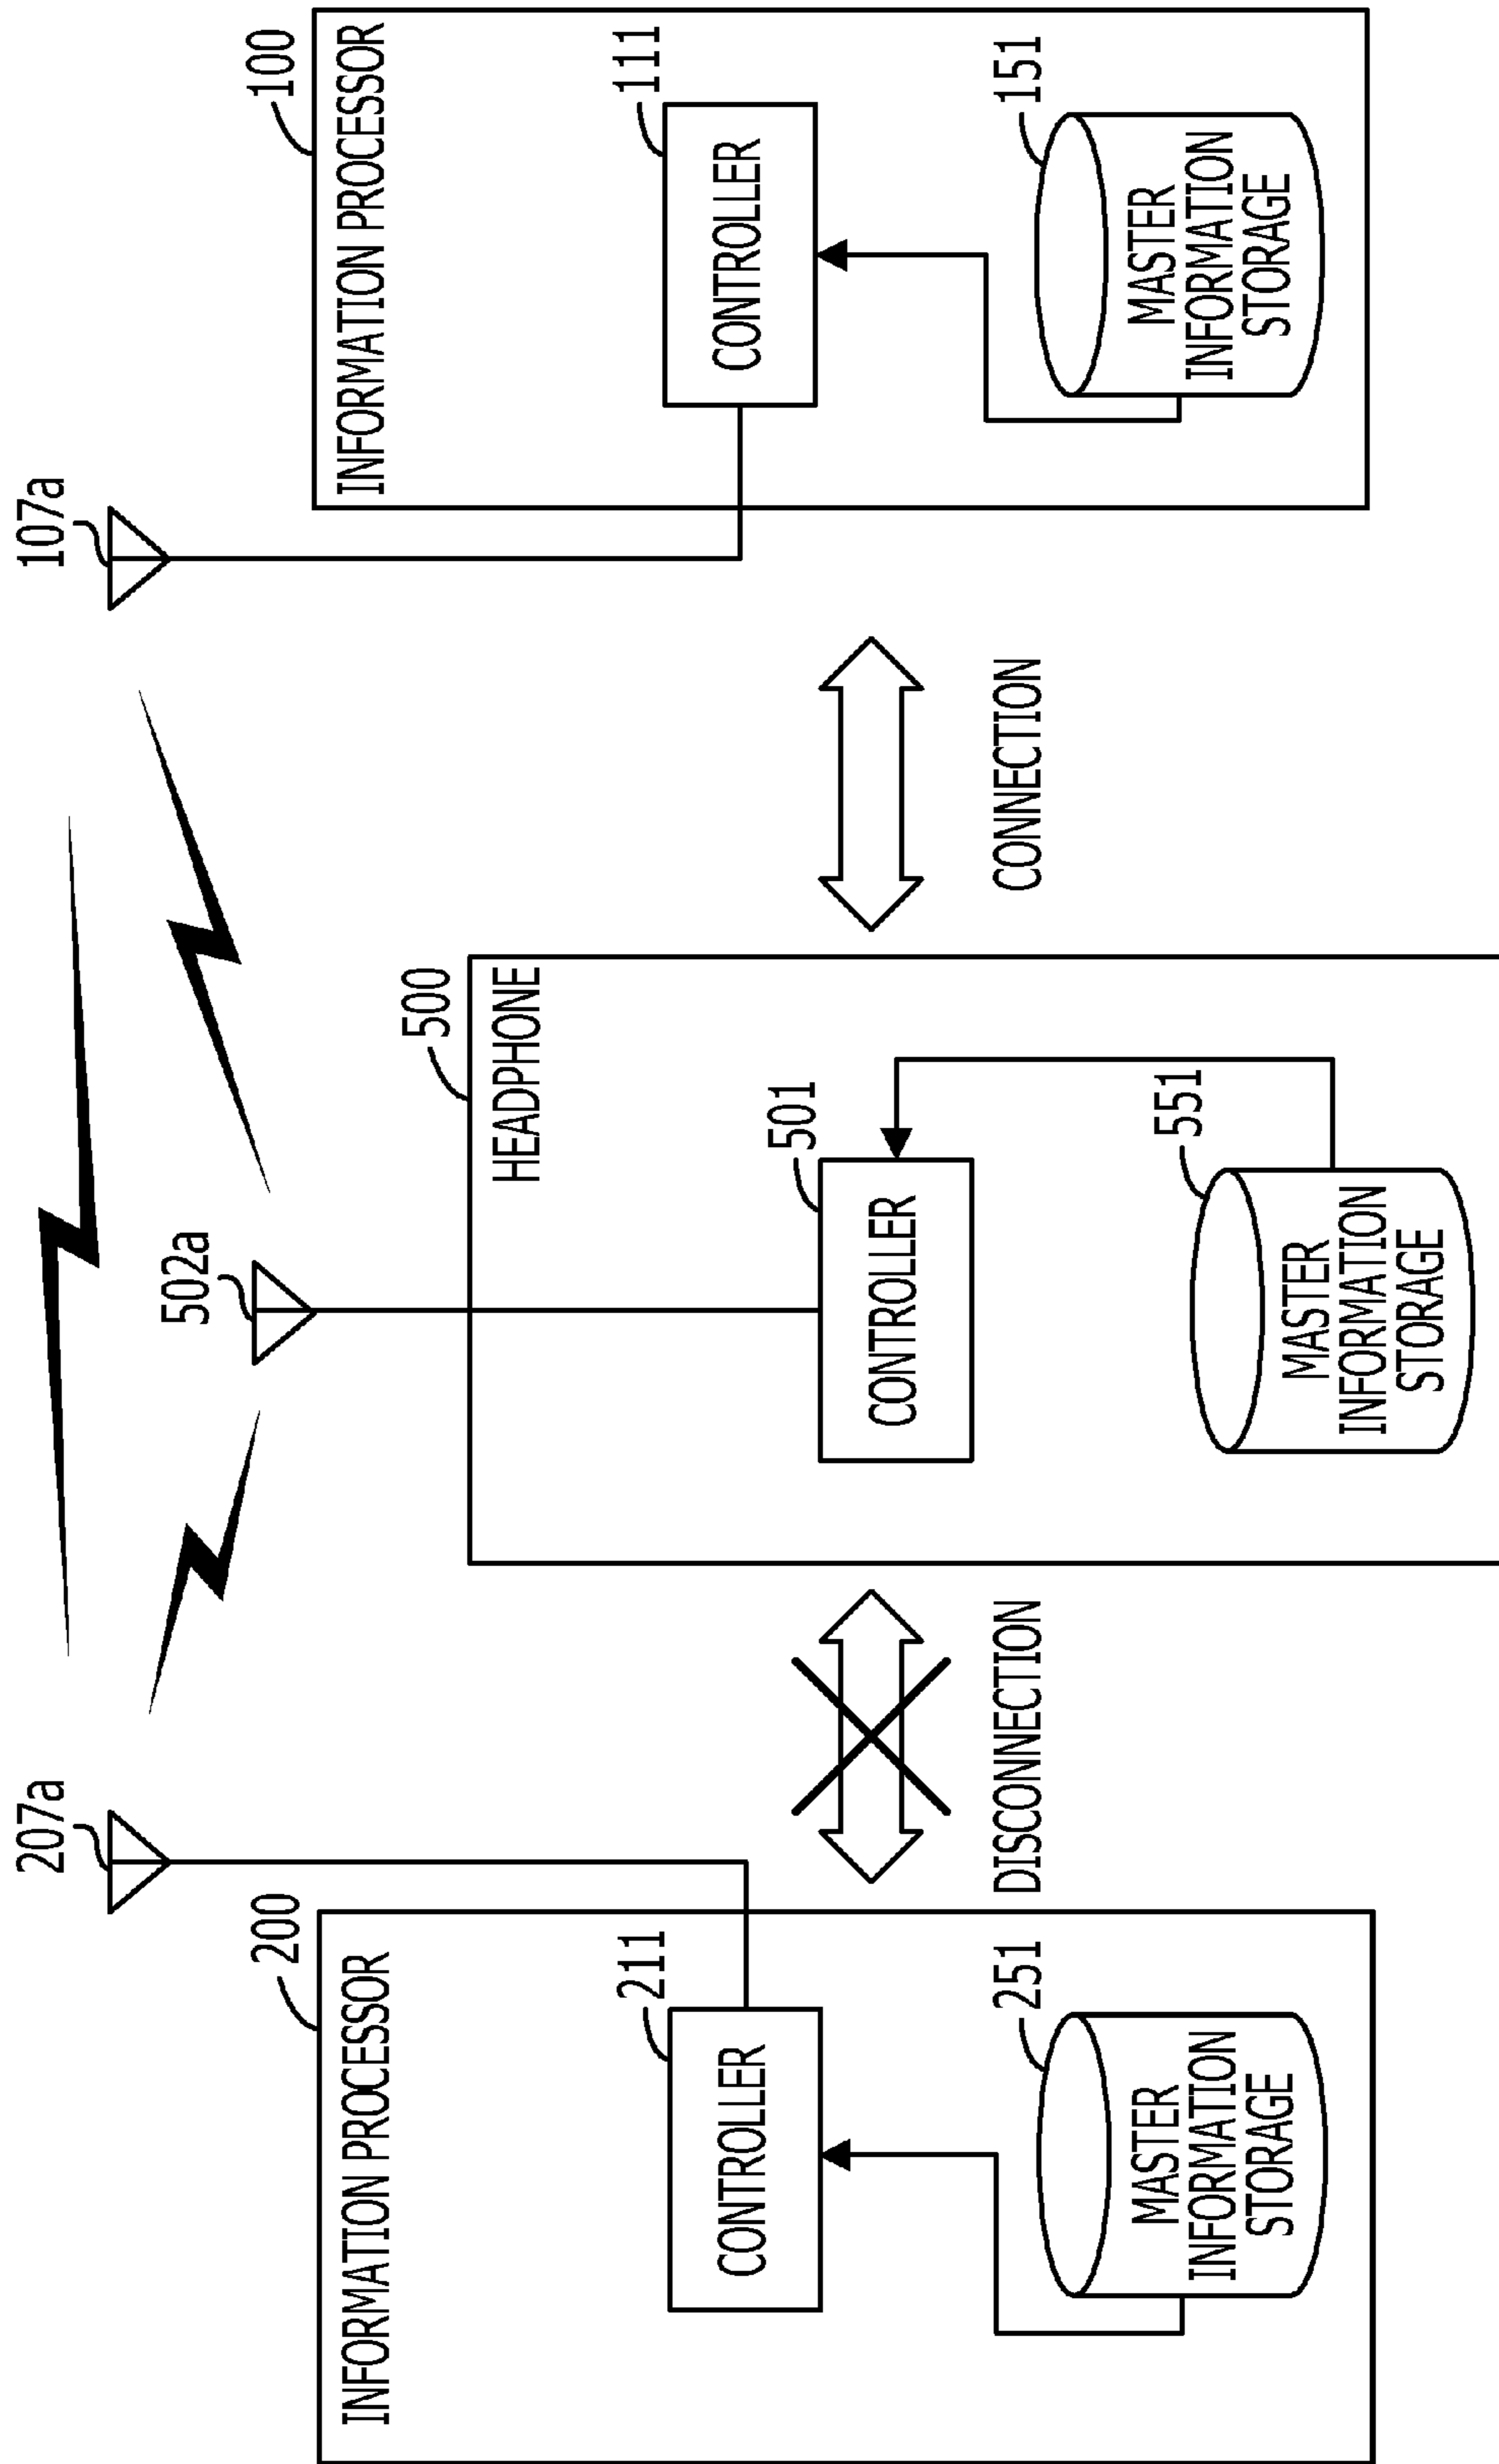 207a
200
INFORMATION PROCESSOR
211
CONTROLLER
251
MASTER
INFORMATION
STORAGE
DISCONNECTION
502a
500
HEADPHONE
501
CONTROLLER
551
MASTER
INFORMATION
STORAGE
CONNECTION
107a
100
INFORMATION PROCESSOR
111
CONTROLLER
151
MASTER
INFORMATION
STORAGE